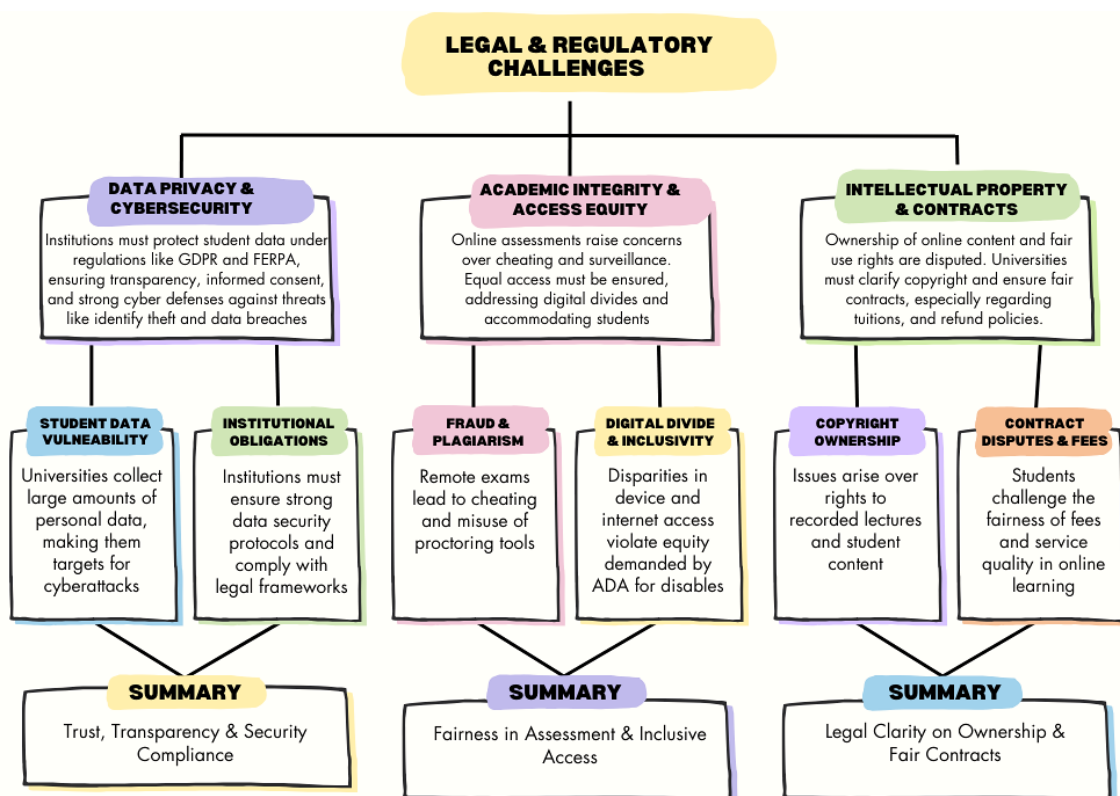 LEGAL & REGULATORY
CHALLENGES
DATA PRIVACY &
CYBERSECURITY
Institutions must protect student data under
regulations like GDPR and FERPA,
ensuring transparency, informed consent,
and strong cyber defenses against threats
like identify theft and data breaches
ACADEMIC INTEGRITY &
ACCESS EQUITY
Online assessments raise concerns
over cheating and surveillance.
Equal access must be ensured,
addressing digital divides and
accommodating students
INTELLECTUAL PROPERTY
& CONTRACTS
Ownership of online content and fair
use rights are disputed. Universities
must clarify copyright and ensure fair
contracts, especially regarding
tuitions, and refund policies.
STUDENT DATA
VULNEABILITY
Universities collect
large amounts of
personal data,
making them
targets for
cyberattacks
INSTITUTIONAL
OBLIGATIONS
Institutions must
ensure strong
data security
protocols and
comply with
legal frameworks
FRAUD &
PLAGIARISM
Remote exams
lead to cheating
and misuse of
proctoring tools
DIGITAL DIVIDE
& INCLUSIVITY
Disparities in
device and
internet access
violate equity
demanded by
ADA for disables
COPYRIGHT
OWNERSHIP
Issues arise over
rights to
recorded lectures
and student
content
CONTRACT
DISPUTES & FEES
Students
challenge the
fairness of fees
and service
quality in online
learning
SUMMARY
Trust, Transparency & Security
Compliance
SUMMARY
Fairness in Assessment & Inclusive
Access
SUMMARY
Legal Clarity on Ownership &
Fair Contracts